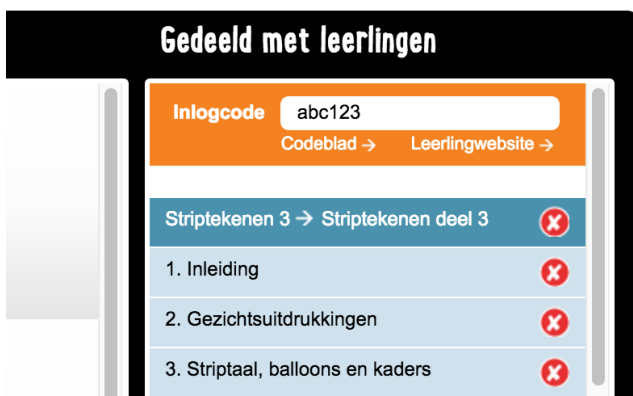 Gedeeld met leerlingen
Inlogcode abc123
Codeblad → Leerlingwebsite →
Striptekenen 3 → Striptekenen deel 3
1. Inleiding
2. Gezichtsuitdrukkingen
3. Striptaal, balloons en kaders